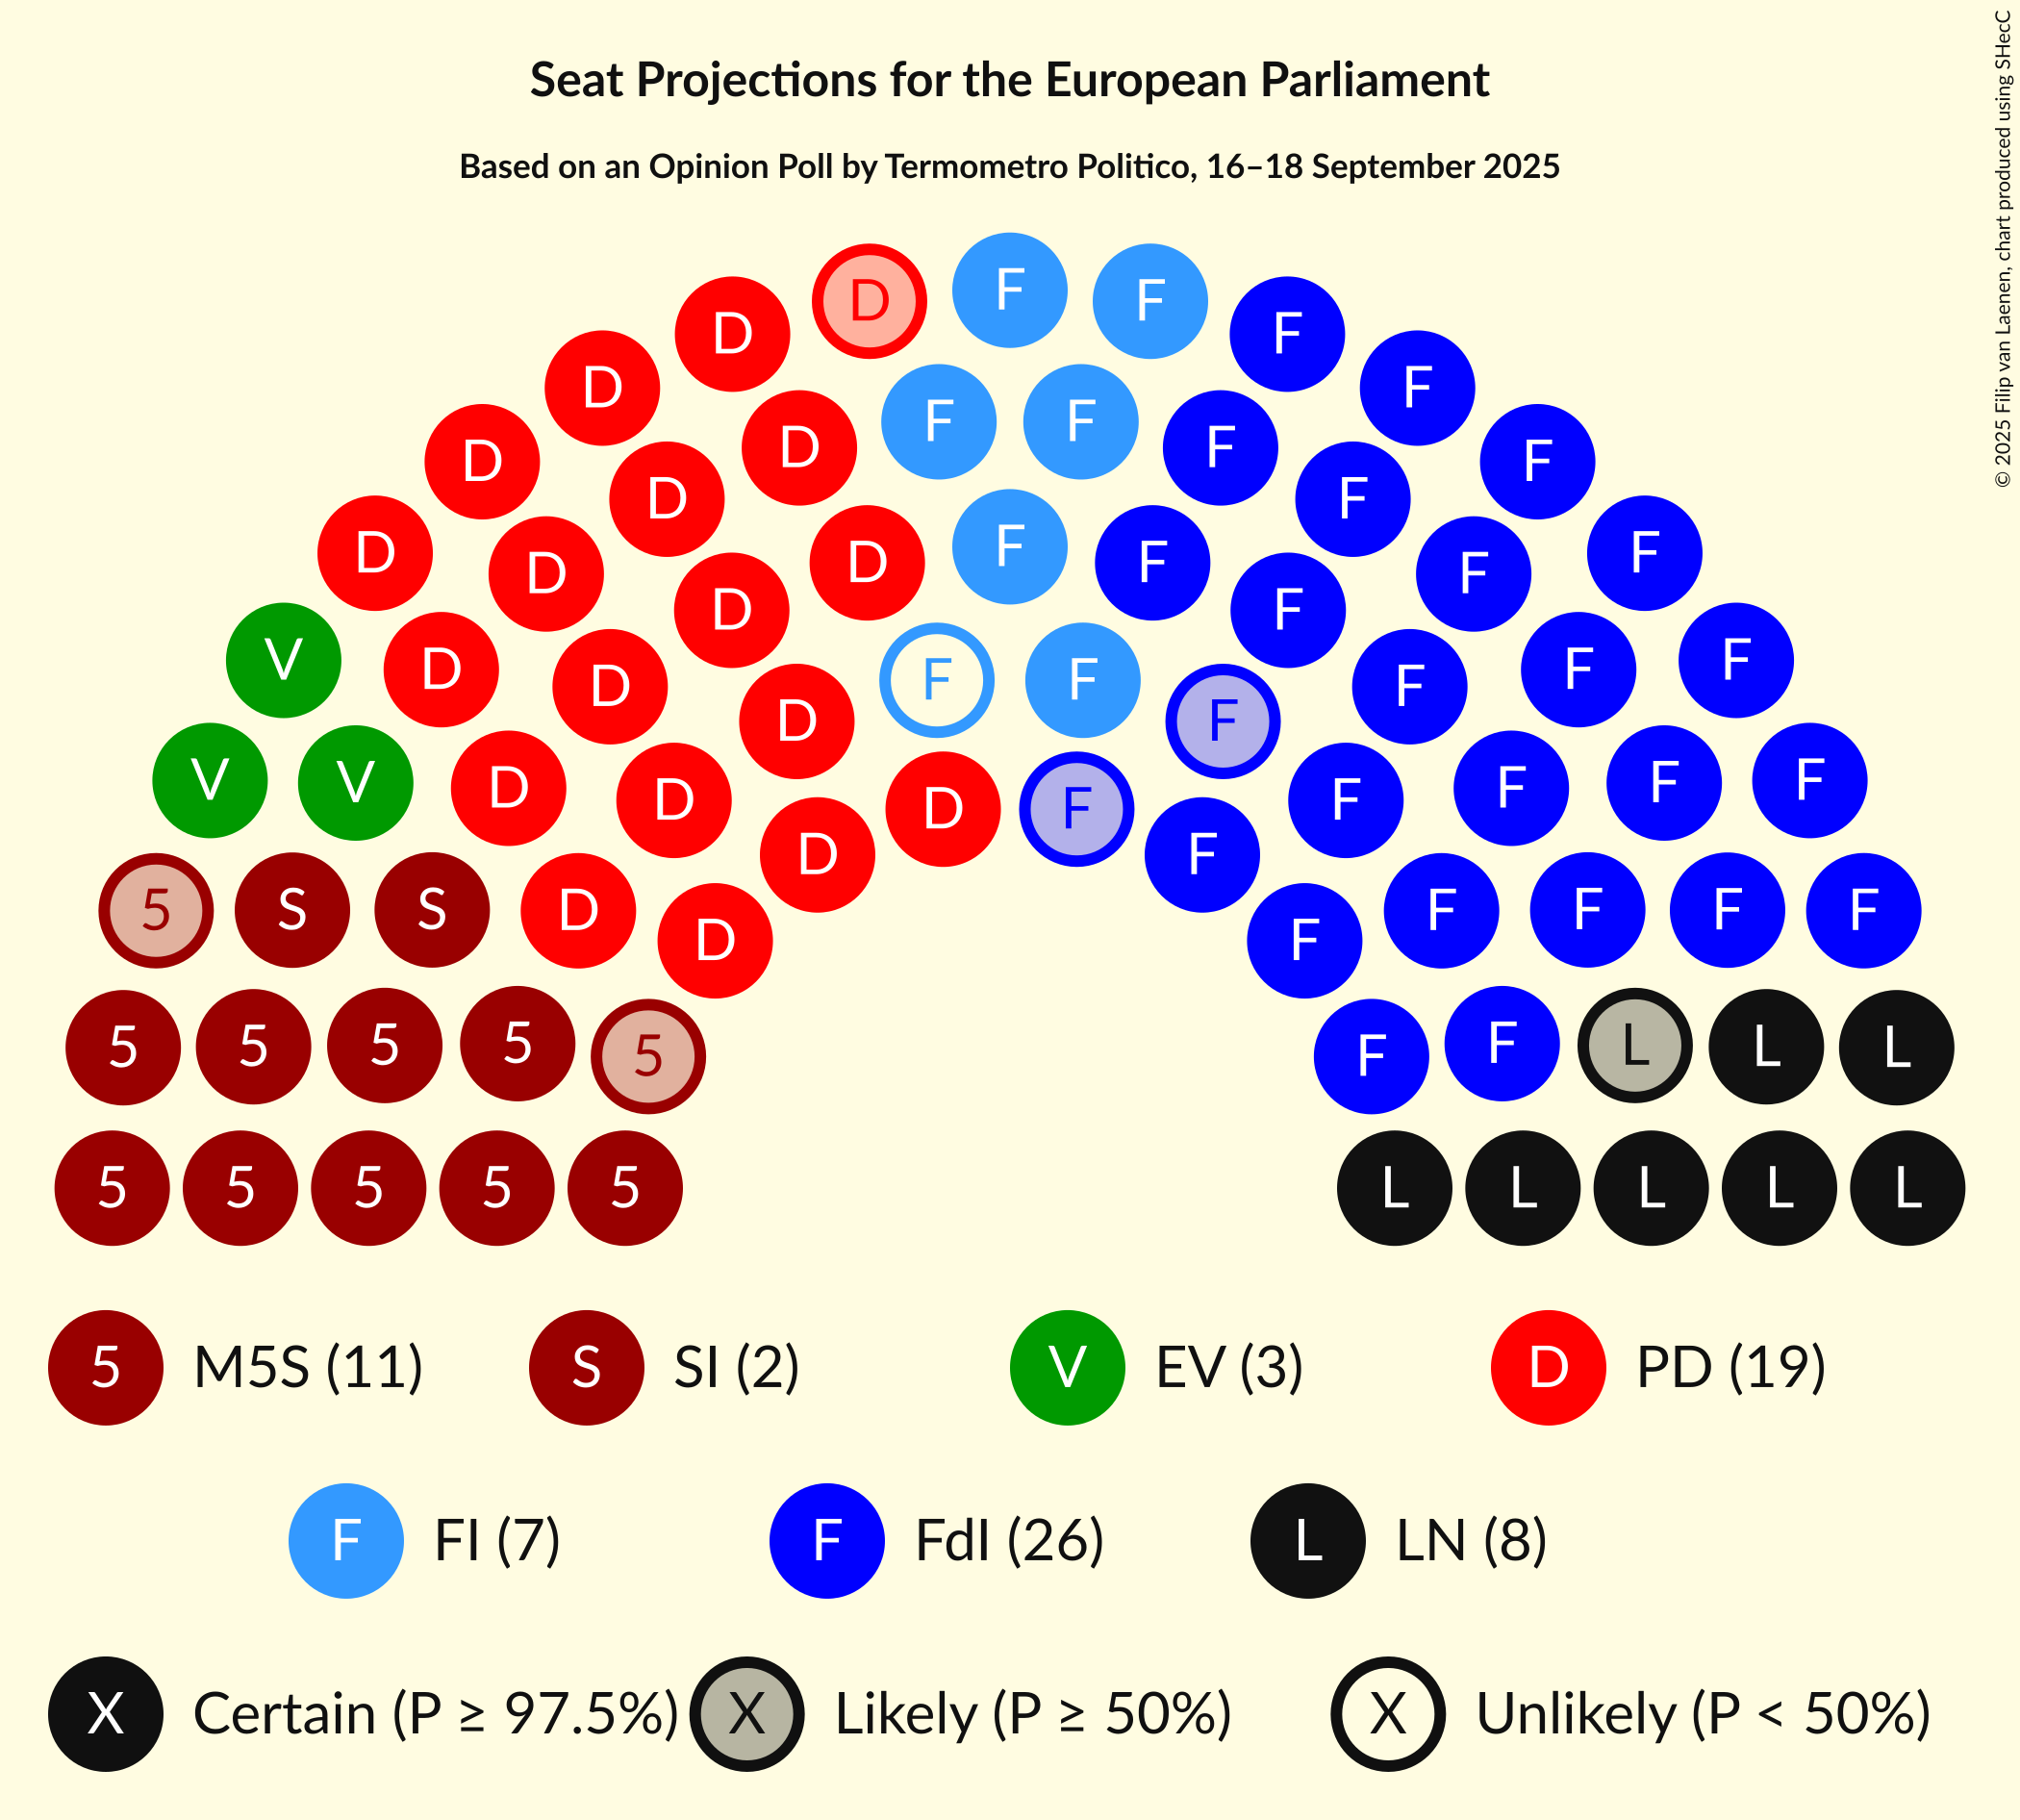 Seat Projections for the European Parliament
Based on an Opinion Poll by Termometro Politico, 16–18 September 2025
© 2025 Filip van Laenen, chart produced using SHecC
F
D F
D F
D F
F F
D F
D F
D F
D F
D F
D F
D F
D F
V F
D F
D F
F F
D F
V F
V F
D F
D F
D F
D F
5 S S D F F F F
D F
5 5 5 5 5 F F L L L
5 5 5 5 5 L L L L L
5 M5S (11) S SI (2) V EV (3) D PD (19)
F FI (7) F FdI (26) L LN (8)
X Certain (P ≥ 97.5%) X Likely (P ≥ 50%) X Unlikely (P < 50%)